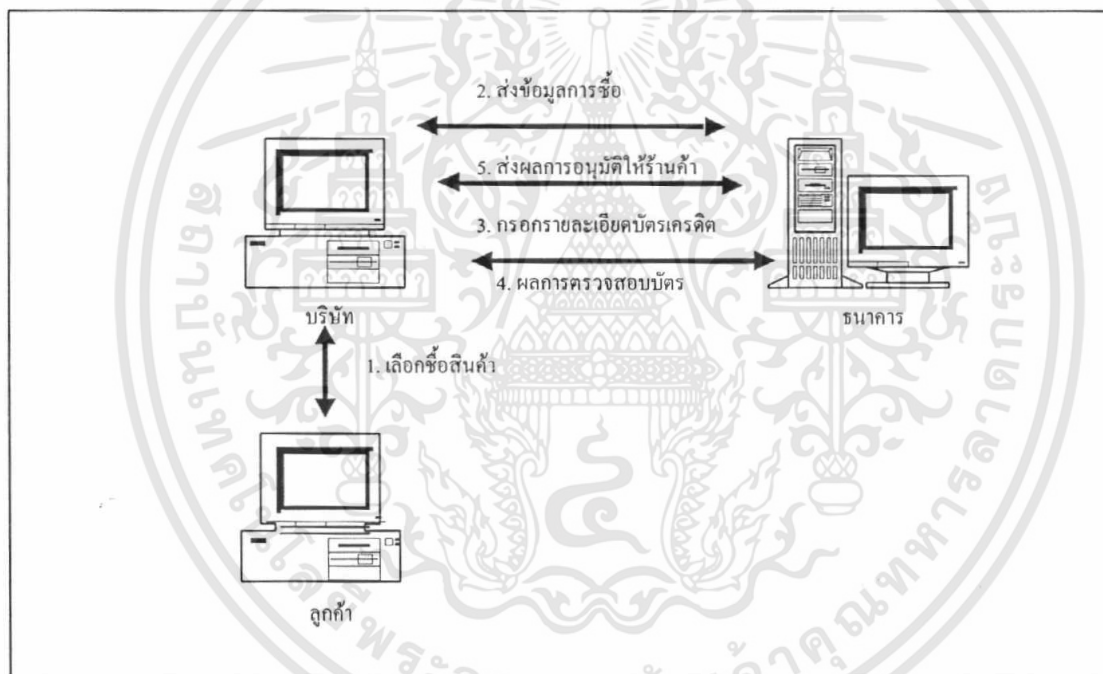 2. ส่งข้อมูลการซื้อ
5. ส่งผลการอนุมัติให้ร้านค้า
3. กรอกรายละเอียดบัตรเครดิต
4. ผลการตรวจสอบบัตร
บริษัท
ธนาคาร
1. เลือกซื้อสินค้า
ลูกค้า